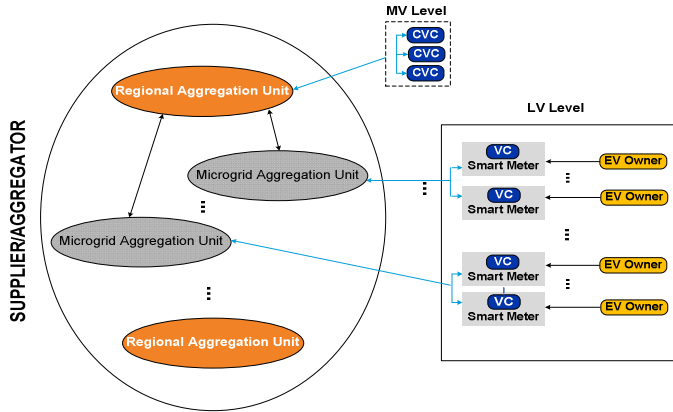 MV Level
CVC
CVC
CVC
Regional Aggregation Unit
LV Level
VC
Smart Meter
EV Owner
...
Microgrid Aggregation Unit
...
VC
Smart Meter
EV Owner
...
Microgrid Aggregation Unit
...
VC
Smart Meter
EV Owner
...
...
VC
Smart Meter
EV Owner
Regional Aggregation Unit
SUPPLIER/AGGREGATOR